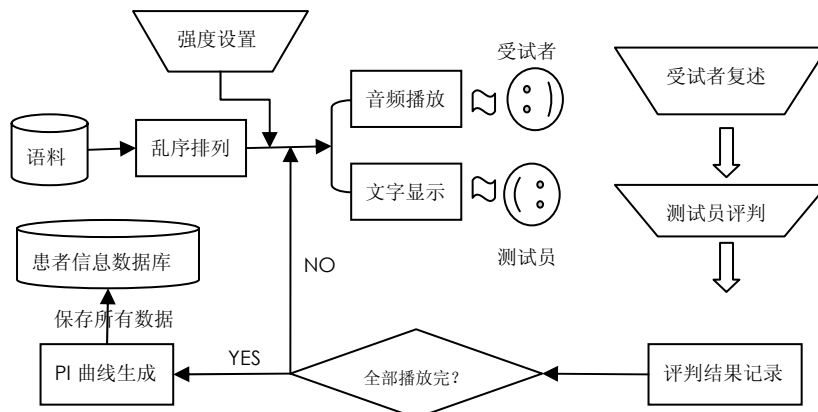 强度设置
受试者
受试者复述
音频播放
语料
乱序排列
文字显示
测试员评判
测试员
患者信息数据库
NO
保存所有数据
YES
PI 曲线生成
全部播放完?
评判结果记录